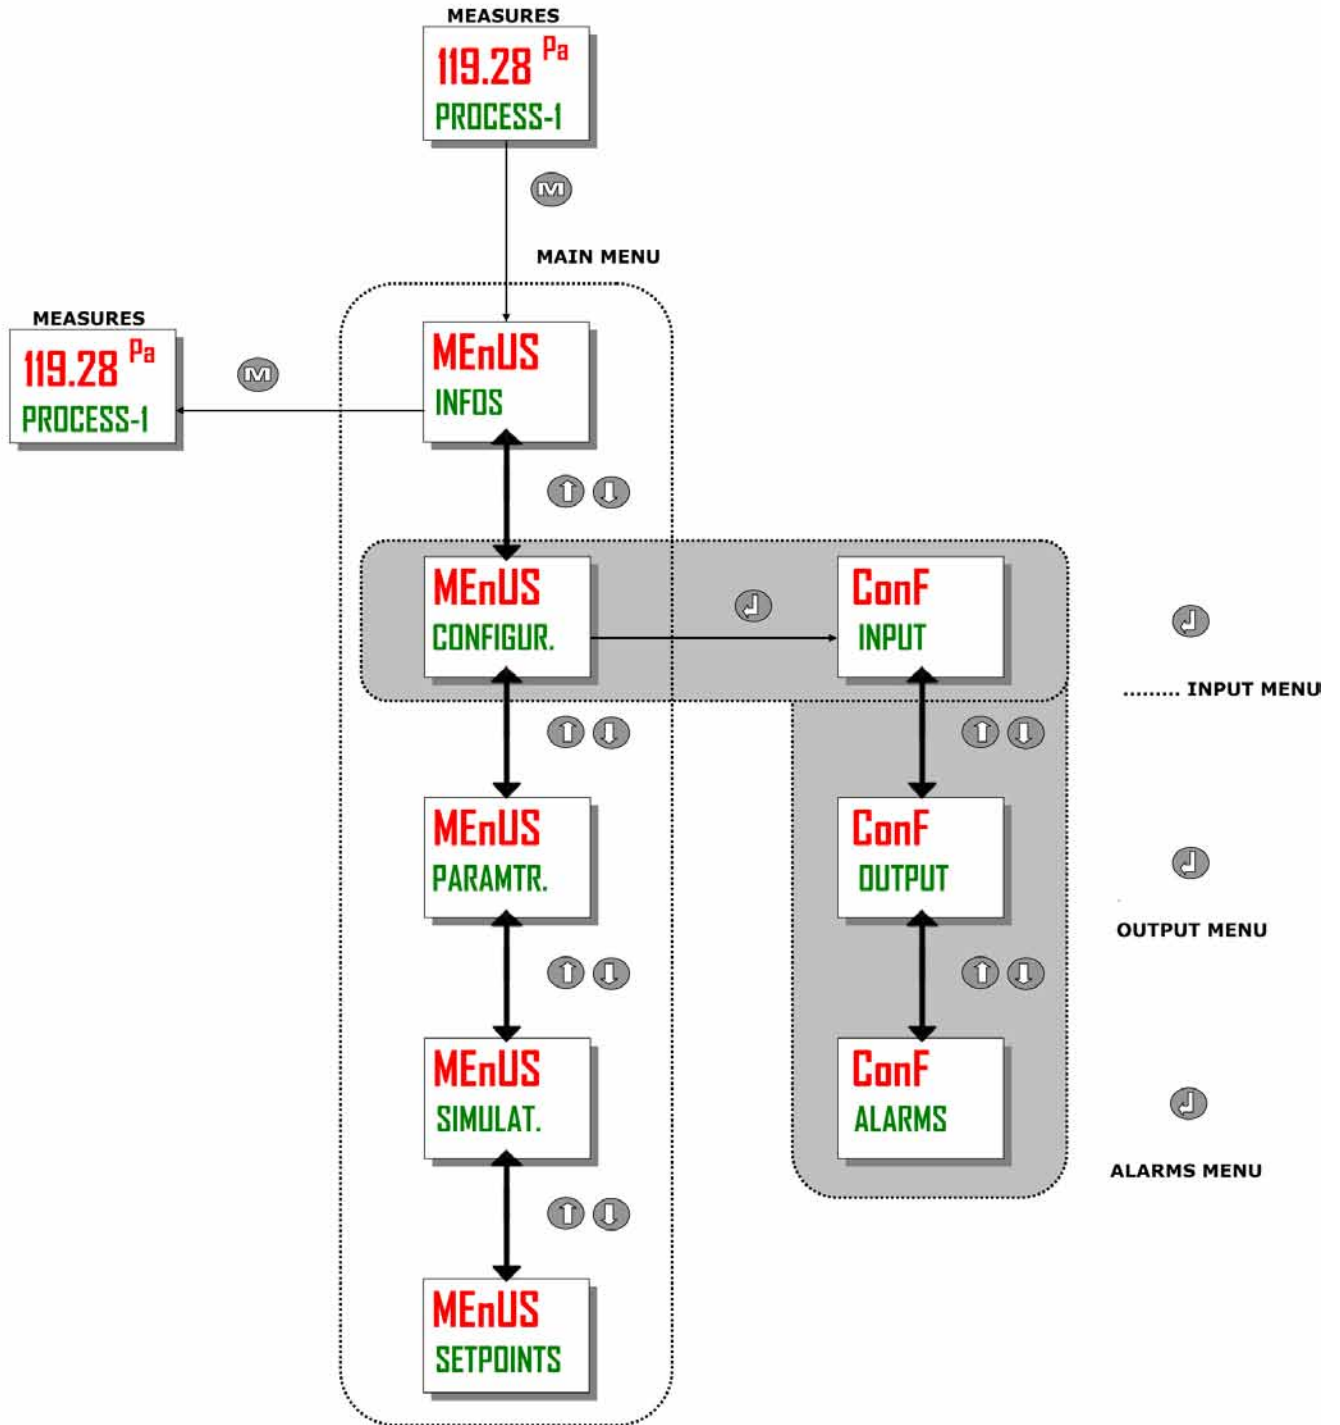 MEASURES
119.28 Pa
PROCESS-1
M
MAIN MENU
MEASURES
119.28 Pa
PROCESS-1
M
MEnUS
INFOS
MEnUS
CONFIGUR.
ConF
INPUT
......... INPUT MENU
MEnUS
PARAMTR.
ConF
OUTPUT
OUTPUT MENU
MEnUS
SIMULAT.
ConF
ALARMS
ALARMS MENU
MEnUS
SETPOINTS